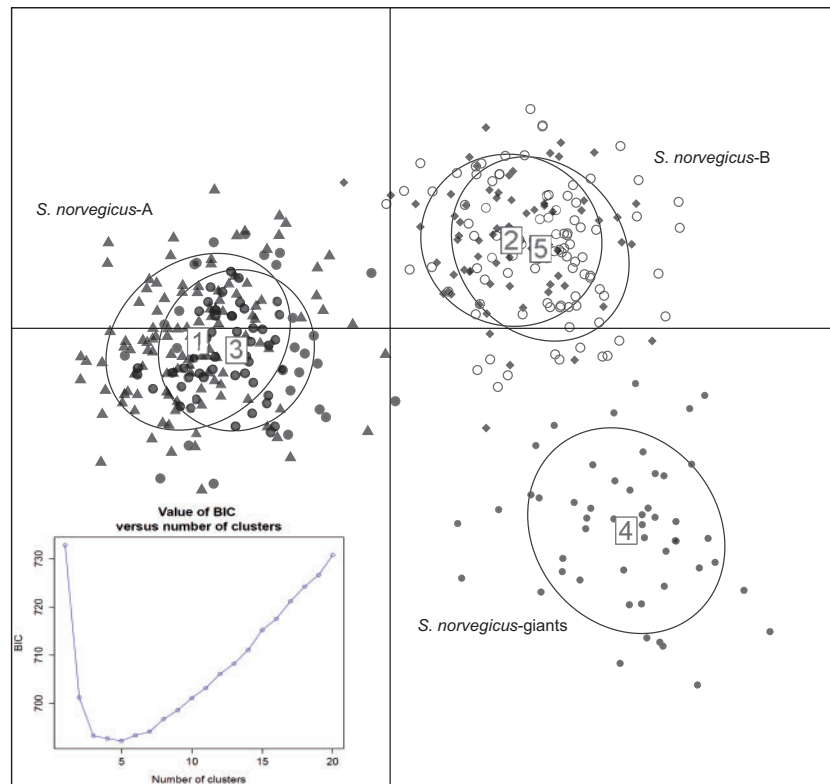 S. norvegicus-B
S. norvegicus-A
2 5
1 3
4
S. norvegicus-giants
Value of BIC
versus number of clusters
BIC
730
720
710
700
5 10 15 20
Number of clusters